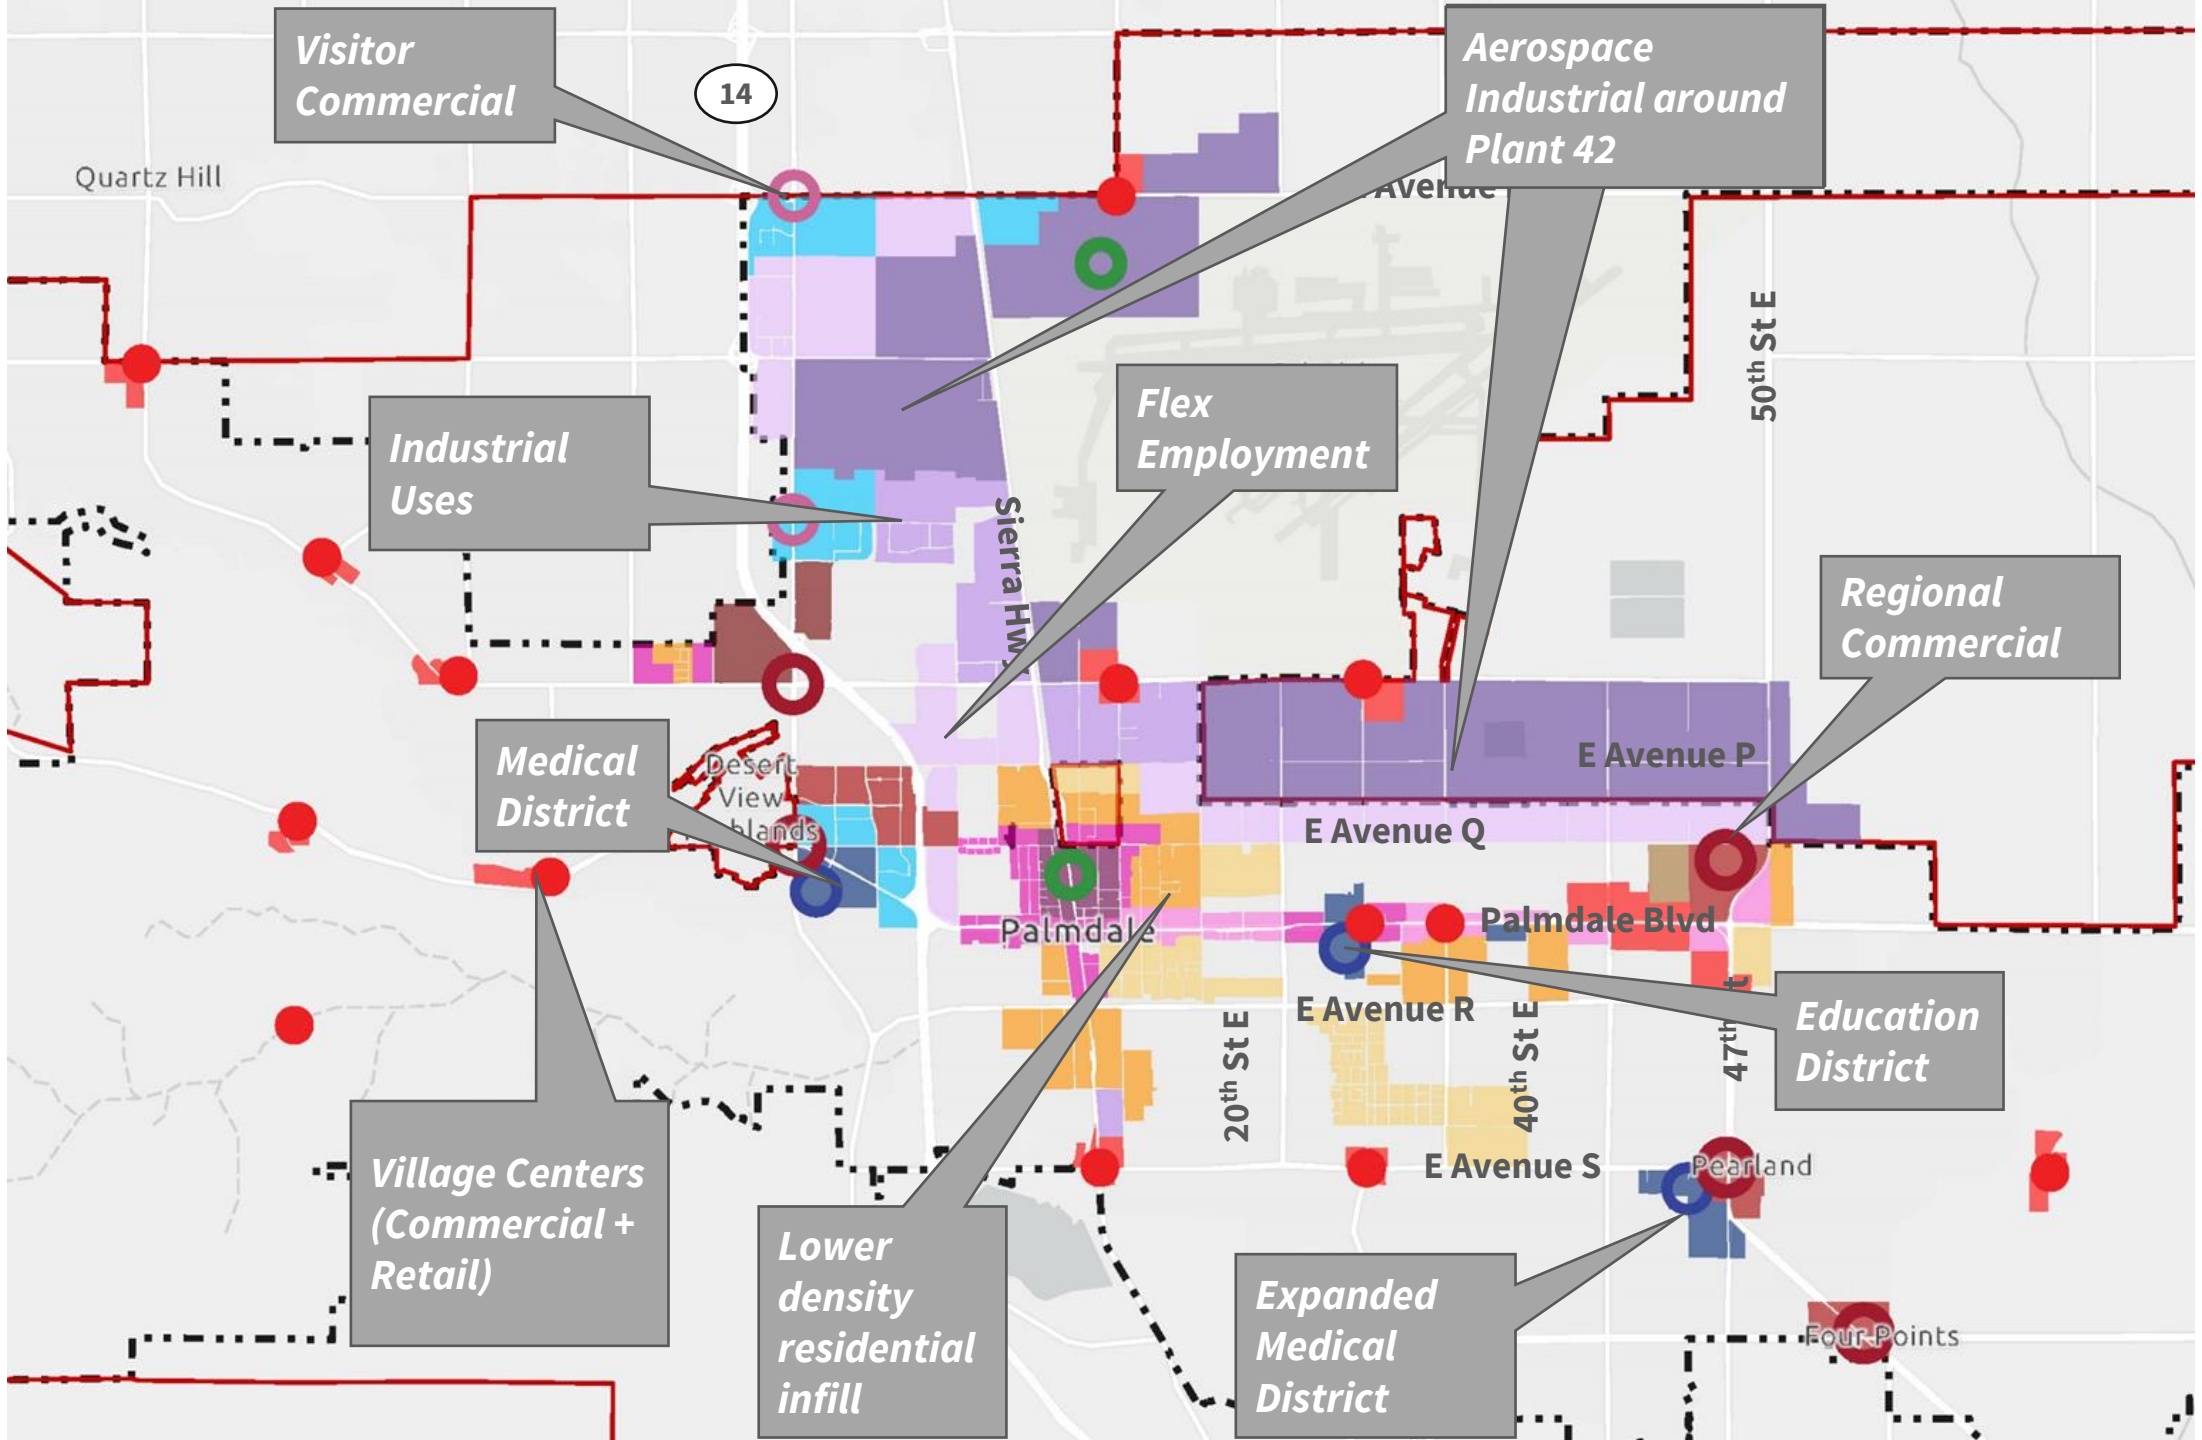 Visitor
Commercial
14
Aerospace
Industrial around
Plant 42
Quartz Hill
Avenue
50th St E
Flex
Employment
Industrial
Uses
Sierra Hwy
Regional
Commercial
Medical
District
Desert
View
hlands
E Avenue P
E Avenue Q
Palmdale
Palmdale Blvd
E Avenue R
20th St E
40th St E
47th St
Education
District
Village Centers
(Commercial +
Retail)
E Avenue S
Pearland
Lower
density
residential
infill
Expanded
Medical
District
Four Points